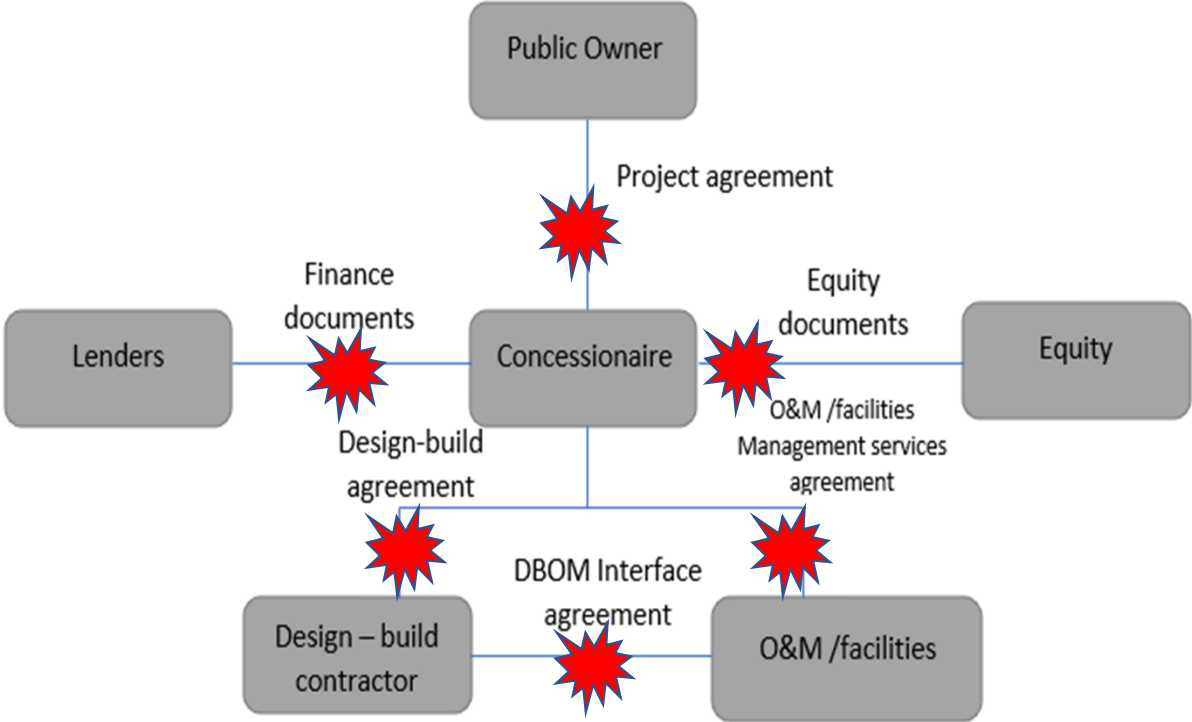 Public Owner
Project agreement
Finance
documents
Equity
documents
Lenders
Concessionaire
Equity
O&M /facilities
Management services
agreement
Design-build
agreement
DBOM Interface
agreement
Design – build
contractor
O&M /facilities